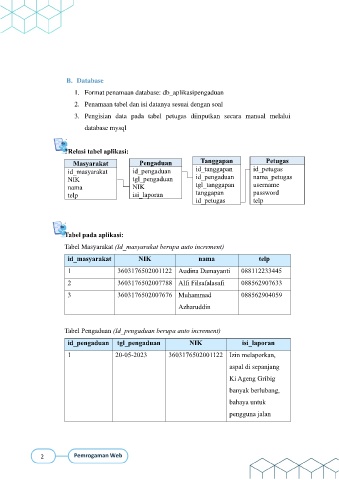 B. Database
1. Format penamaan database: db_aplikasipengaduan
2. Penamaan tabel dan isi datanya sesuai dengan soal
3. Pengisian data pada tabel petugas diinputkan secara manual melalui
database mysql
Relasi tabel aplikasi:
Masyarakat
id_masyarakat
NIK
nama
telp
Pengaduan
id_pengaduan
tgl_pengaduan
NIK
isi_laporan
Tanggapan
id_tanggapan
id_pengaduan
tgl_tanggapan
tanggapan
id_petugas
Petugas
id_petugas
nama_petugas
username
password
telp
Tabel pada aplikasi:
Tabel Masyarakat (Id_masyarakat berupa auto increment)
id_masyarakat NIK nama telp
1 3603176502001122 Audina Damayanti 088112233445
2 3603176502007788 Alfi Filsafalasafi 088562907633
3 3603176502007676 Muhammad 088562904059
Azharuddin
Tabel Pengaduan (Id_pengaduan berupa auto increment)
id_pengaduan tgl_pengaduan NIK isi_laporan
1 20-05-2023 3603176502001122 Izin melaporkan,
aspal di sepanjang
Ki Ageng Gribig
banyak berlubang,
bahaya untuk
pengguna jalan
2 Pemrogaman Web